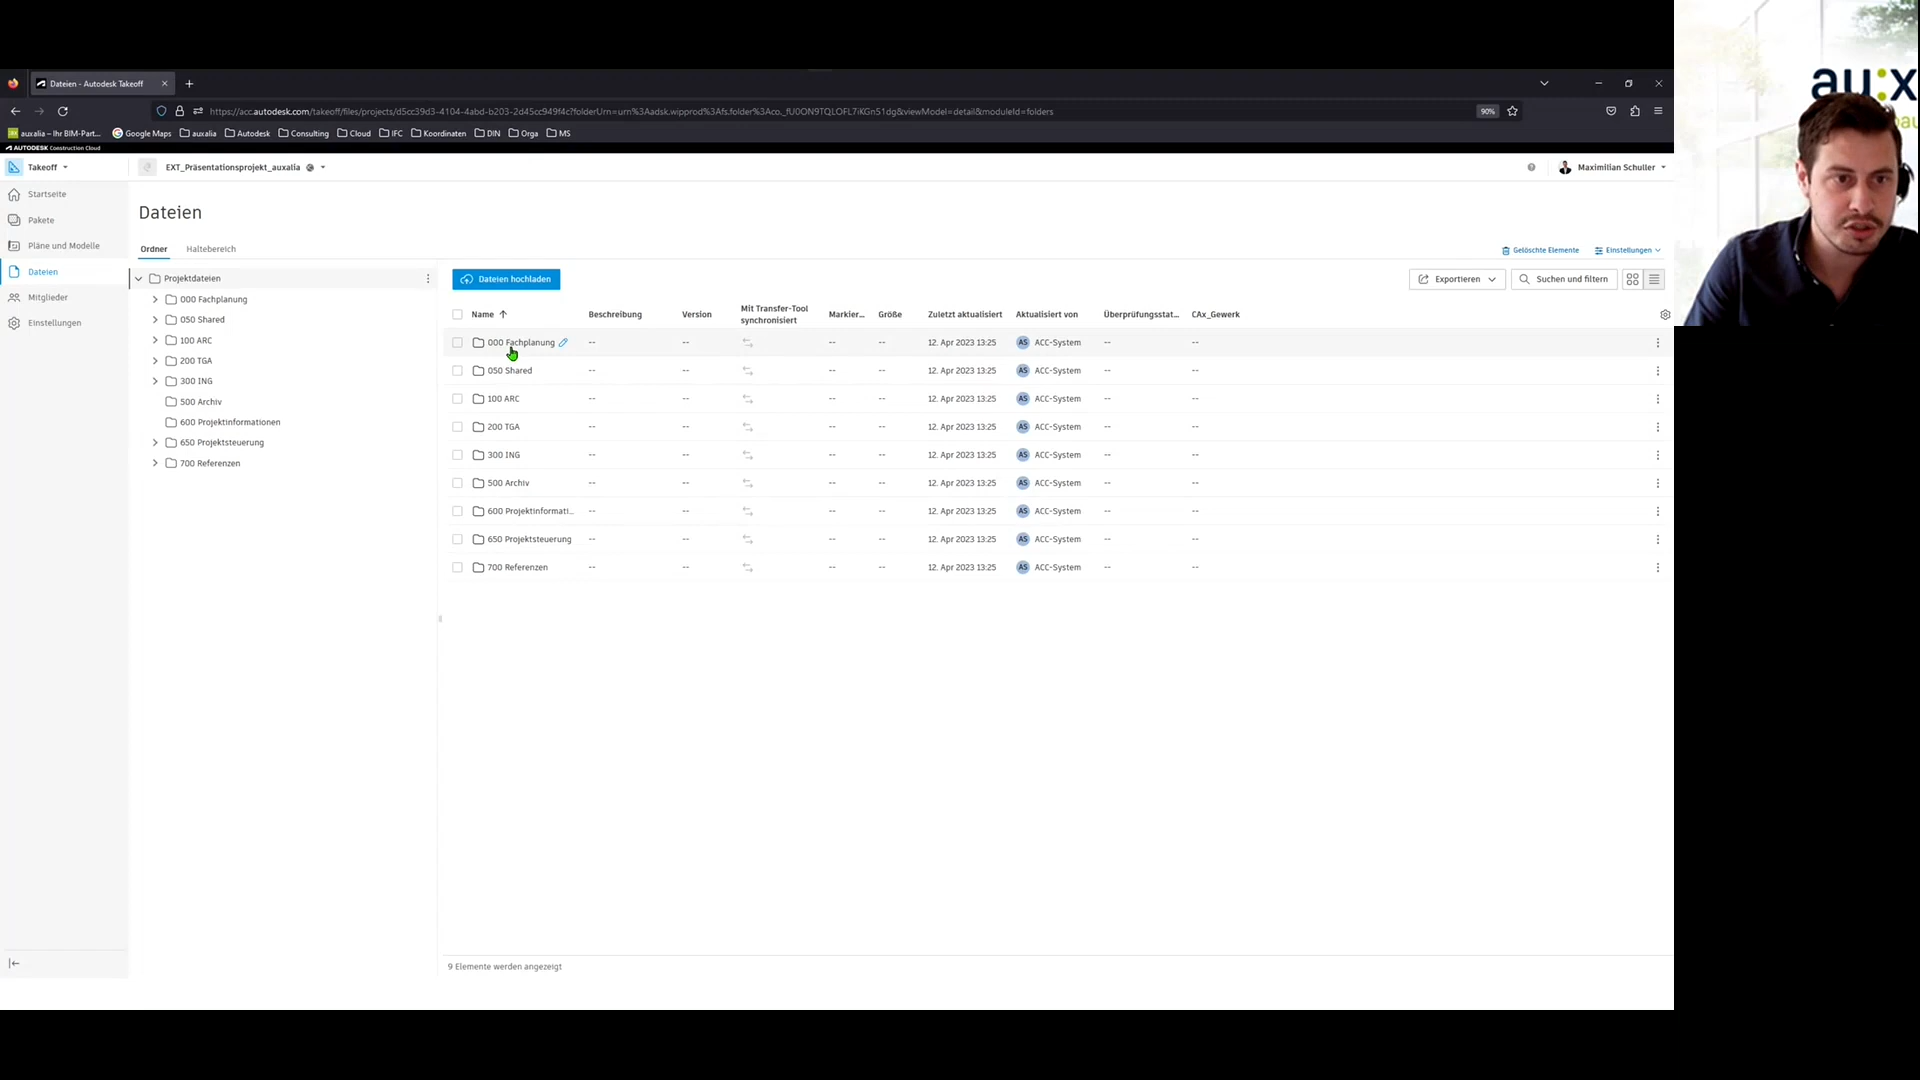 Dateien - Autodesk Takeoff
https://acc.autodesk.com/takeoff/files/projects/d5cc39d3-4104-4abd-b203-2d45cc949f4c?folderUrn=urn%3Aadsk.wipprod%3Afs.folder%3Aco._fU0ON9TQLOFL7iKGn51dg&viewModel=detail&moduleId=folders
90%
auxalia – Ihr BIM-Part...
Google Maps
auxalia
Autodesk
Consulting
Cloud
IFC
Koordinaten
DIN
Orga
MS
AUTODESK Construction Cloud
Takeoff
EXT_Präsentationsprojekt_auxalia
Maximilian Schuller
Startseite
Pakete
Pläne und Modelle
Dateien
Mitglieder
Einstellungen
Dateien
Ordner
Haltebereich
Gelöschte Elemente
Einstellungen
Projektdateien
000 Fachplanung
050 Shared
100 ARC
200 TGA
300 ING
500 Archiv
600 Projektinformationen
650 Projektsteuerung
700 Referenzen
Dateien hochladen
Exportieren
Suchen und filtern
Name Beschreibung Version Mit Transfer-Tool synchronisiert Markier... Größe Zuletzt aktualisiert Aktualisiert von Überprüfungsstat... CAx_Gewerk
000 Fachplanung -- -- -- -- 12. Apr 2023 13:25 AS ACC-System -- --
050 Shared -- -- -- -- 12. Apr 2023 13:25 AS ACC-System -- --
100 ARC -- -- -- -- 12. Apr 2023 13:25 AS ACC-System -- --
200 TGA -- -- -- -- 12. Apr 2023 13:25 AS ACC-System -- --
300 ING -- -- -- -- 12. Apr 2023 13:25 AS ACC-System -- --
500 Archiv -- -- -- -- 12. Apr 2023 13:25 AS ACC-System -- --
600 Projektinformati... -- -- -- -- 12. Apr 2023 13:25 AS ACC-System -- --
650 Projektsteuerung -- -- -- -- 12. Apr 2023 13:25 AS ACC-System -- --
700 Referenzen -- -- -- -- 12. Apr 2023 13:25 AS ACC-System -- --
9 Elemente werden angezeigt
au:x